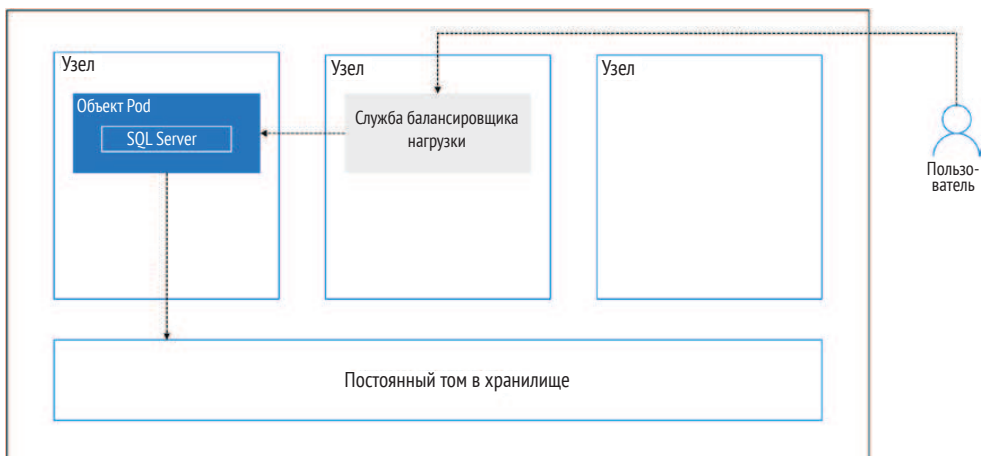 Узел
Объект Pod
SQL Server
Узел
Служба балансировщика
нагрузки
Узел
Пользо-
ватель
Постоянный том в хранилище